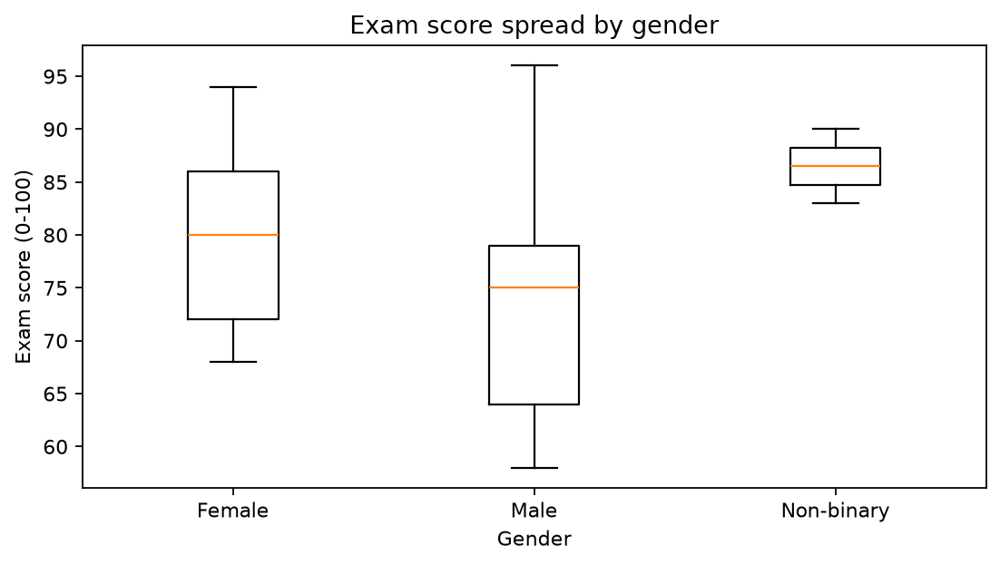 Exam score spread by gender
Exam score (0-100)
95
90
85
80
75
70
65
60
Female
Male
Non-binary
Gender